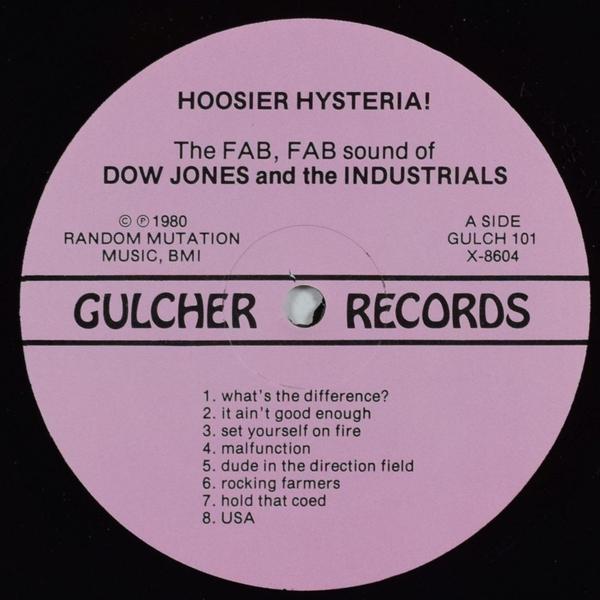 HOOSIER HYSTERIA!
The FAB, FAB sound of
DOW JONES and the INDUSTRIALS
© ℗ 1980
RANDOM MUTATION
MUSIC, BMI
A SIDE
GULCH 101
X-8604
GULCHER RECORDS
1. what's the difference?
2. it ain't good enough
3. set yourself on fire
4. malfunction
5. dude in the direction field
6. rocking farmers
7. hold that coed
8. USA